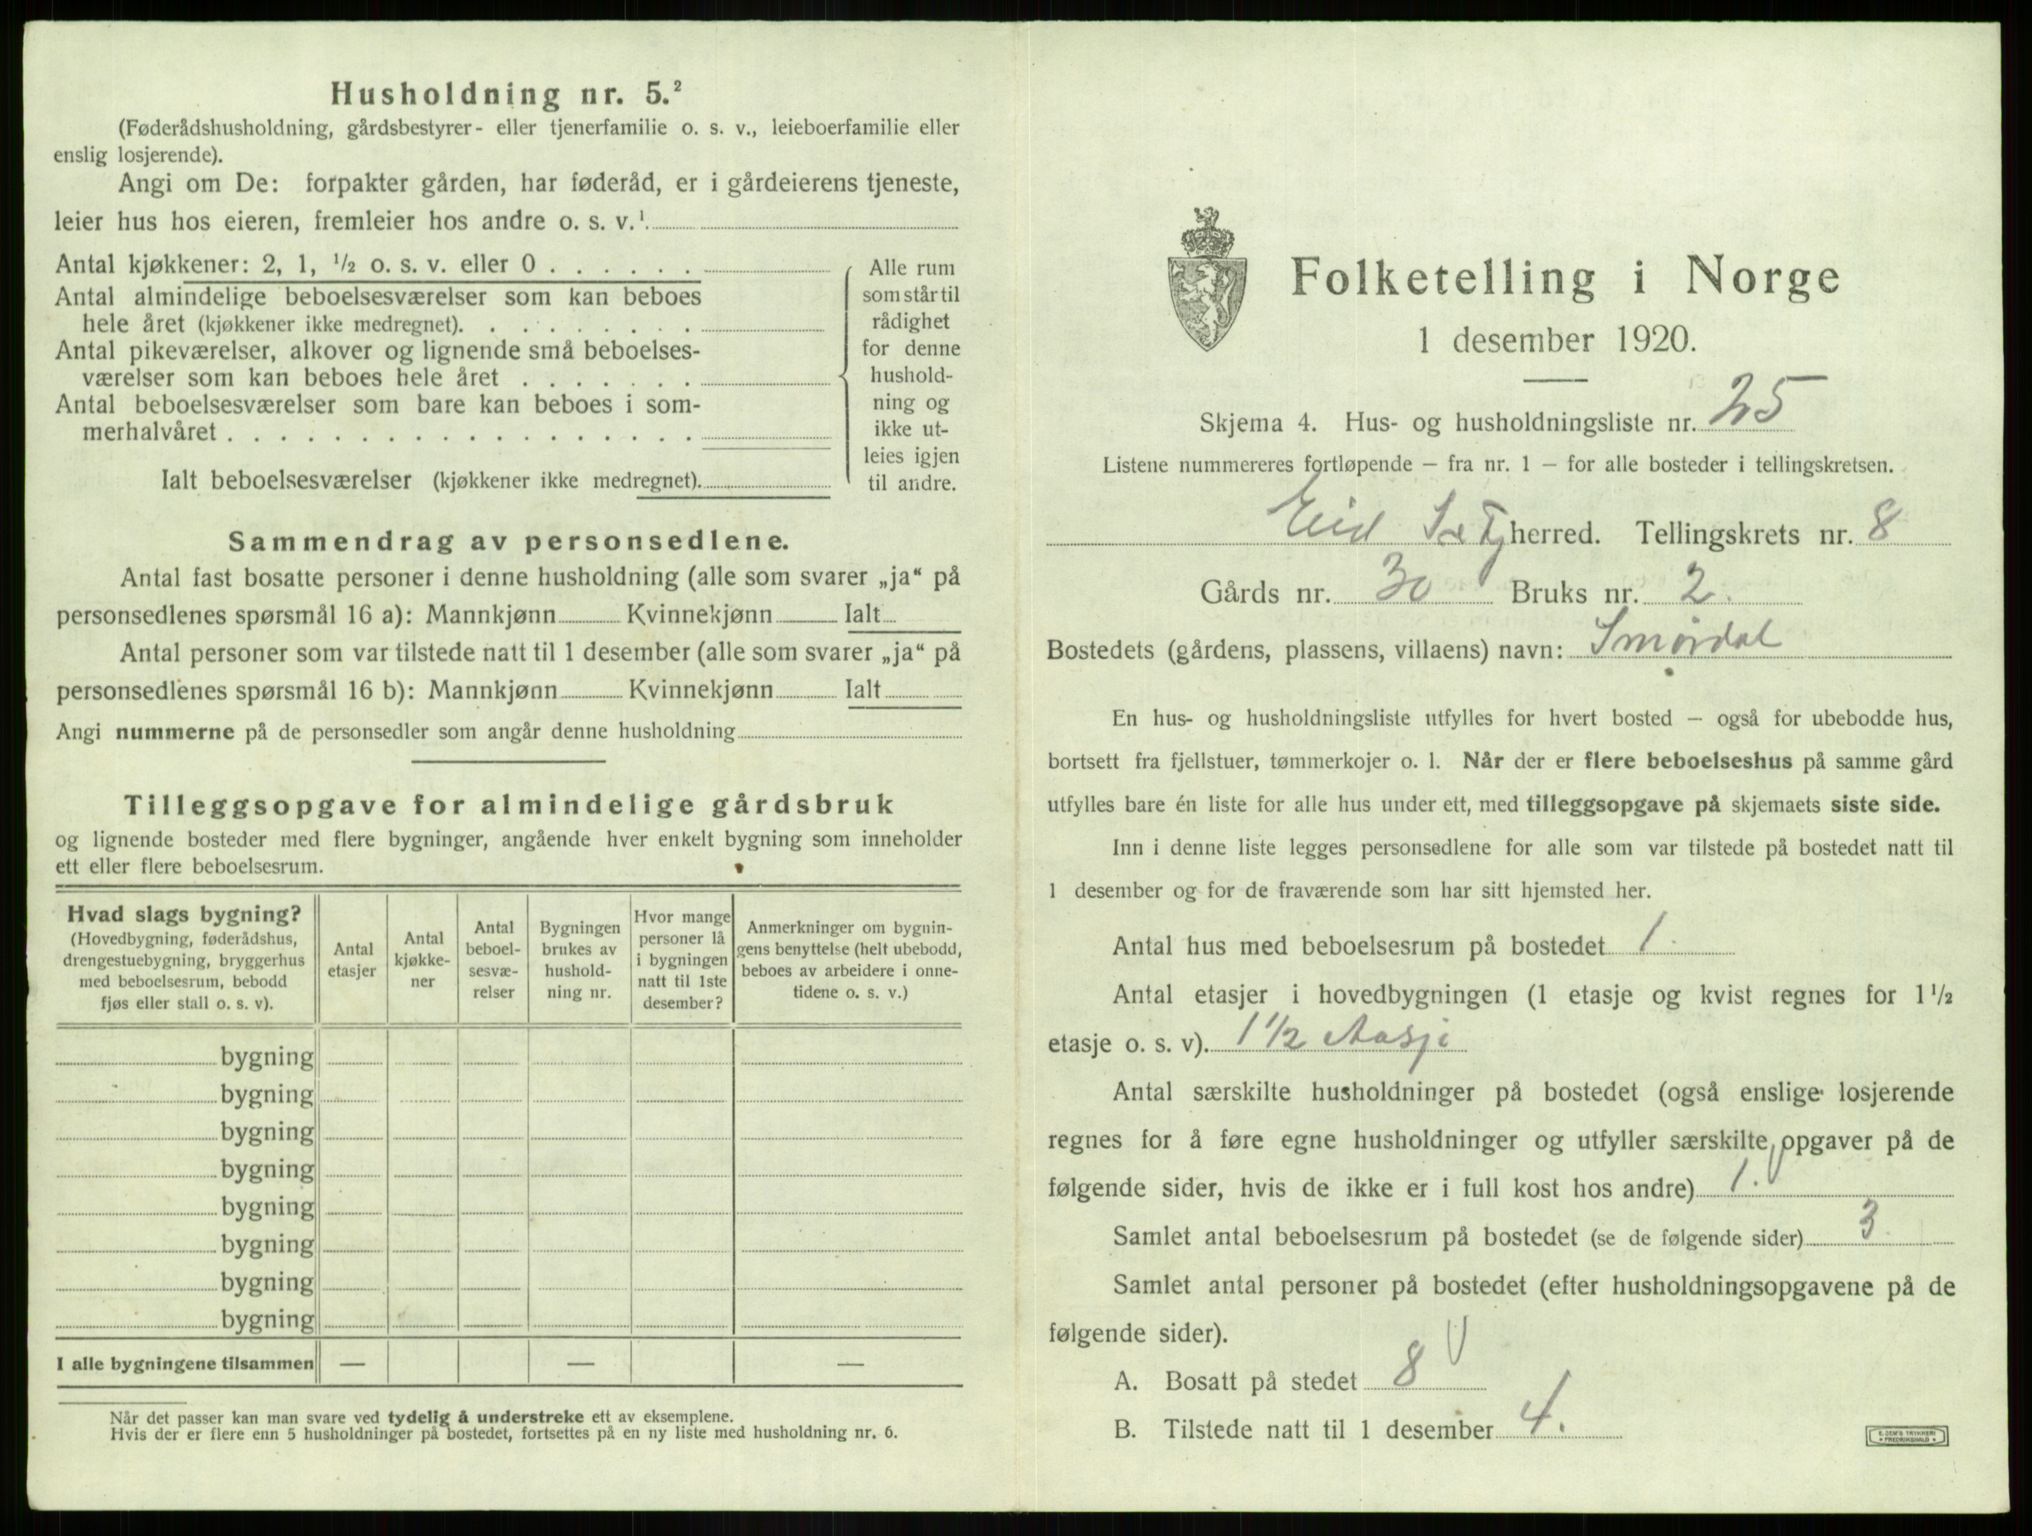 Husholdning nr. 5.²
(Føderådshusholdning, gårdsbestyrer- eller tjenerfamilie o. s. v., leieboerfamilie eller
enslig losjerende).
Angi om De: forpakter gården, har føderåd, er i gårdeierens tjeneste,
leier hus hos eieren, fremleier hos andre o. s. v.¹
Antal kjøkkener: 2, 1, ½ o. s. v. eller 0 . . . . . .
Antal almindelige beboelsesværelser som kan beboes
hele året (kjøkkener ikke medregnet). . . . . . . . .
Antal pikeværelser, alkover og lignende små beboelses-
værelser som kan beboes hele året . . . . . . .
Antal beboelsesværelser som bare kan beboes i som-
merhalvåret . . . . . . . . . . . . . . . . . .
Ialt beboelsesværelser (kjøkkener ikke medregnet).
Alle rum
som står til
rådighet
for denne
hushold-
ning og
ikke ut-
leies igjen
til andre.
Sammendrag av personsedlene.
Antal fast bosatte personer i denne husholdning (alle som svarer „ja“ på
personsedlenes spørsmål 16 a): Mannkjønn Kvinnekjønn Ialt
Antal personer som var tilstede natt til 1 desember (alle som svarer „ja“ på
personsedlenes spørsmål 16 b): Mannkjønn Kvinnekjønn Ialt
Angi nummerne på de personsedler som angår denne husholdning
Tilleggsopgave for almindelige gårdsbruk
og lignende bosteder med flere bygninger, angående hver enkelt bygning som inneholder
ett eller flere beboelsesrum.
Hvad slags bygning?
(Hovedbygning, føderådshus,
drengestuebygning, bryggerhus
med beboelsesrum, bebodd
fjøs eller stall o. s. v).
Antal
etasjer
Antal
kjøkke-
ner
Antal
beboel-
sesvæ-
relser
Bygningen
brukes av
hushold-
ning nr.
Hvor mange
personer lå
i bygningen
natt til 1ste
desember?
Anmerkninger om bygnin-
gens benyttelse (helt ubebodd,
beboes av arbeidere i onne-
tidene o. s. v.)
bygning
bygning
bygning
bygning
bygning
bygning
bygning
bygning
I alle bygningene tilsammen — — —
Når det passer kan man svare ved tydelig å understreke ett av eksemplene.
Hvis der er flere enn 5 husholdninger på bostedet, fortsettes på en ny liste med husholdning nr. 6.
Folketelling i Norge
1 desember 1920.
Skjema 4. Hus- og husholdningsliste nr. 25
Listene nummereres fortløpende – fra nr. 1 – for alle bosteder i tellingskretsen.
Eid S & Fj herred. Tellingskrets nr. 8
Gårds nr. 30 Bruks nr. 2.
Bostedets (gårdens, plassens, villaens) navn: Smørdal
En hus- og husholdningsliste utfylles for hvert bosted – også for ubebodde hus,
bortsett fra fjellstuer, tømmerkojer o. l. Når der er flere beboelseshus på samme gård
utfylles bare én liste for alle hus under ett, med tilleggsopgave på skjemaets siste side.
Inn i denne liste legges personsedlene for alle som var tilstede på bostedet natt til
1 desember og for de fraværende som har sitt hjemsted her.
Antal hus med beboelsesrum på bostedet 1.
Antal etasjer i hovedbygningen (1 etasje og kvist regnes for 1½
etasje o. s. v). 1½ Aasje
Antal særskilte husholdninger på bostedet (også enslige losjerende
regnes for å føre egne husholdninger og utfyller særskilte opgaver på de
følgende sider, hvis de ikke er i full kost hos andre) 1.
Samlet antal beboelsesrum på bostedet (se de følgende sider) 3
Samlet antal personer på bostedet (efter husholdningsopgavene på de
følgende sider).
A. Bosatt på stedet 8
B. Tilstede natt til 1 desember 4.
E. SEM'S TRYKKERI
FREDRIKSHALD